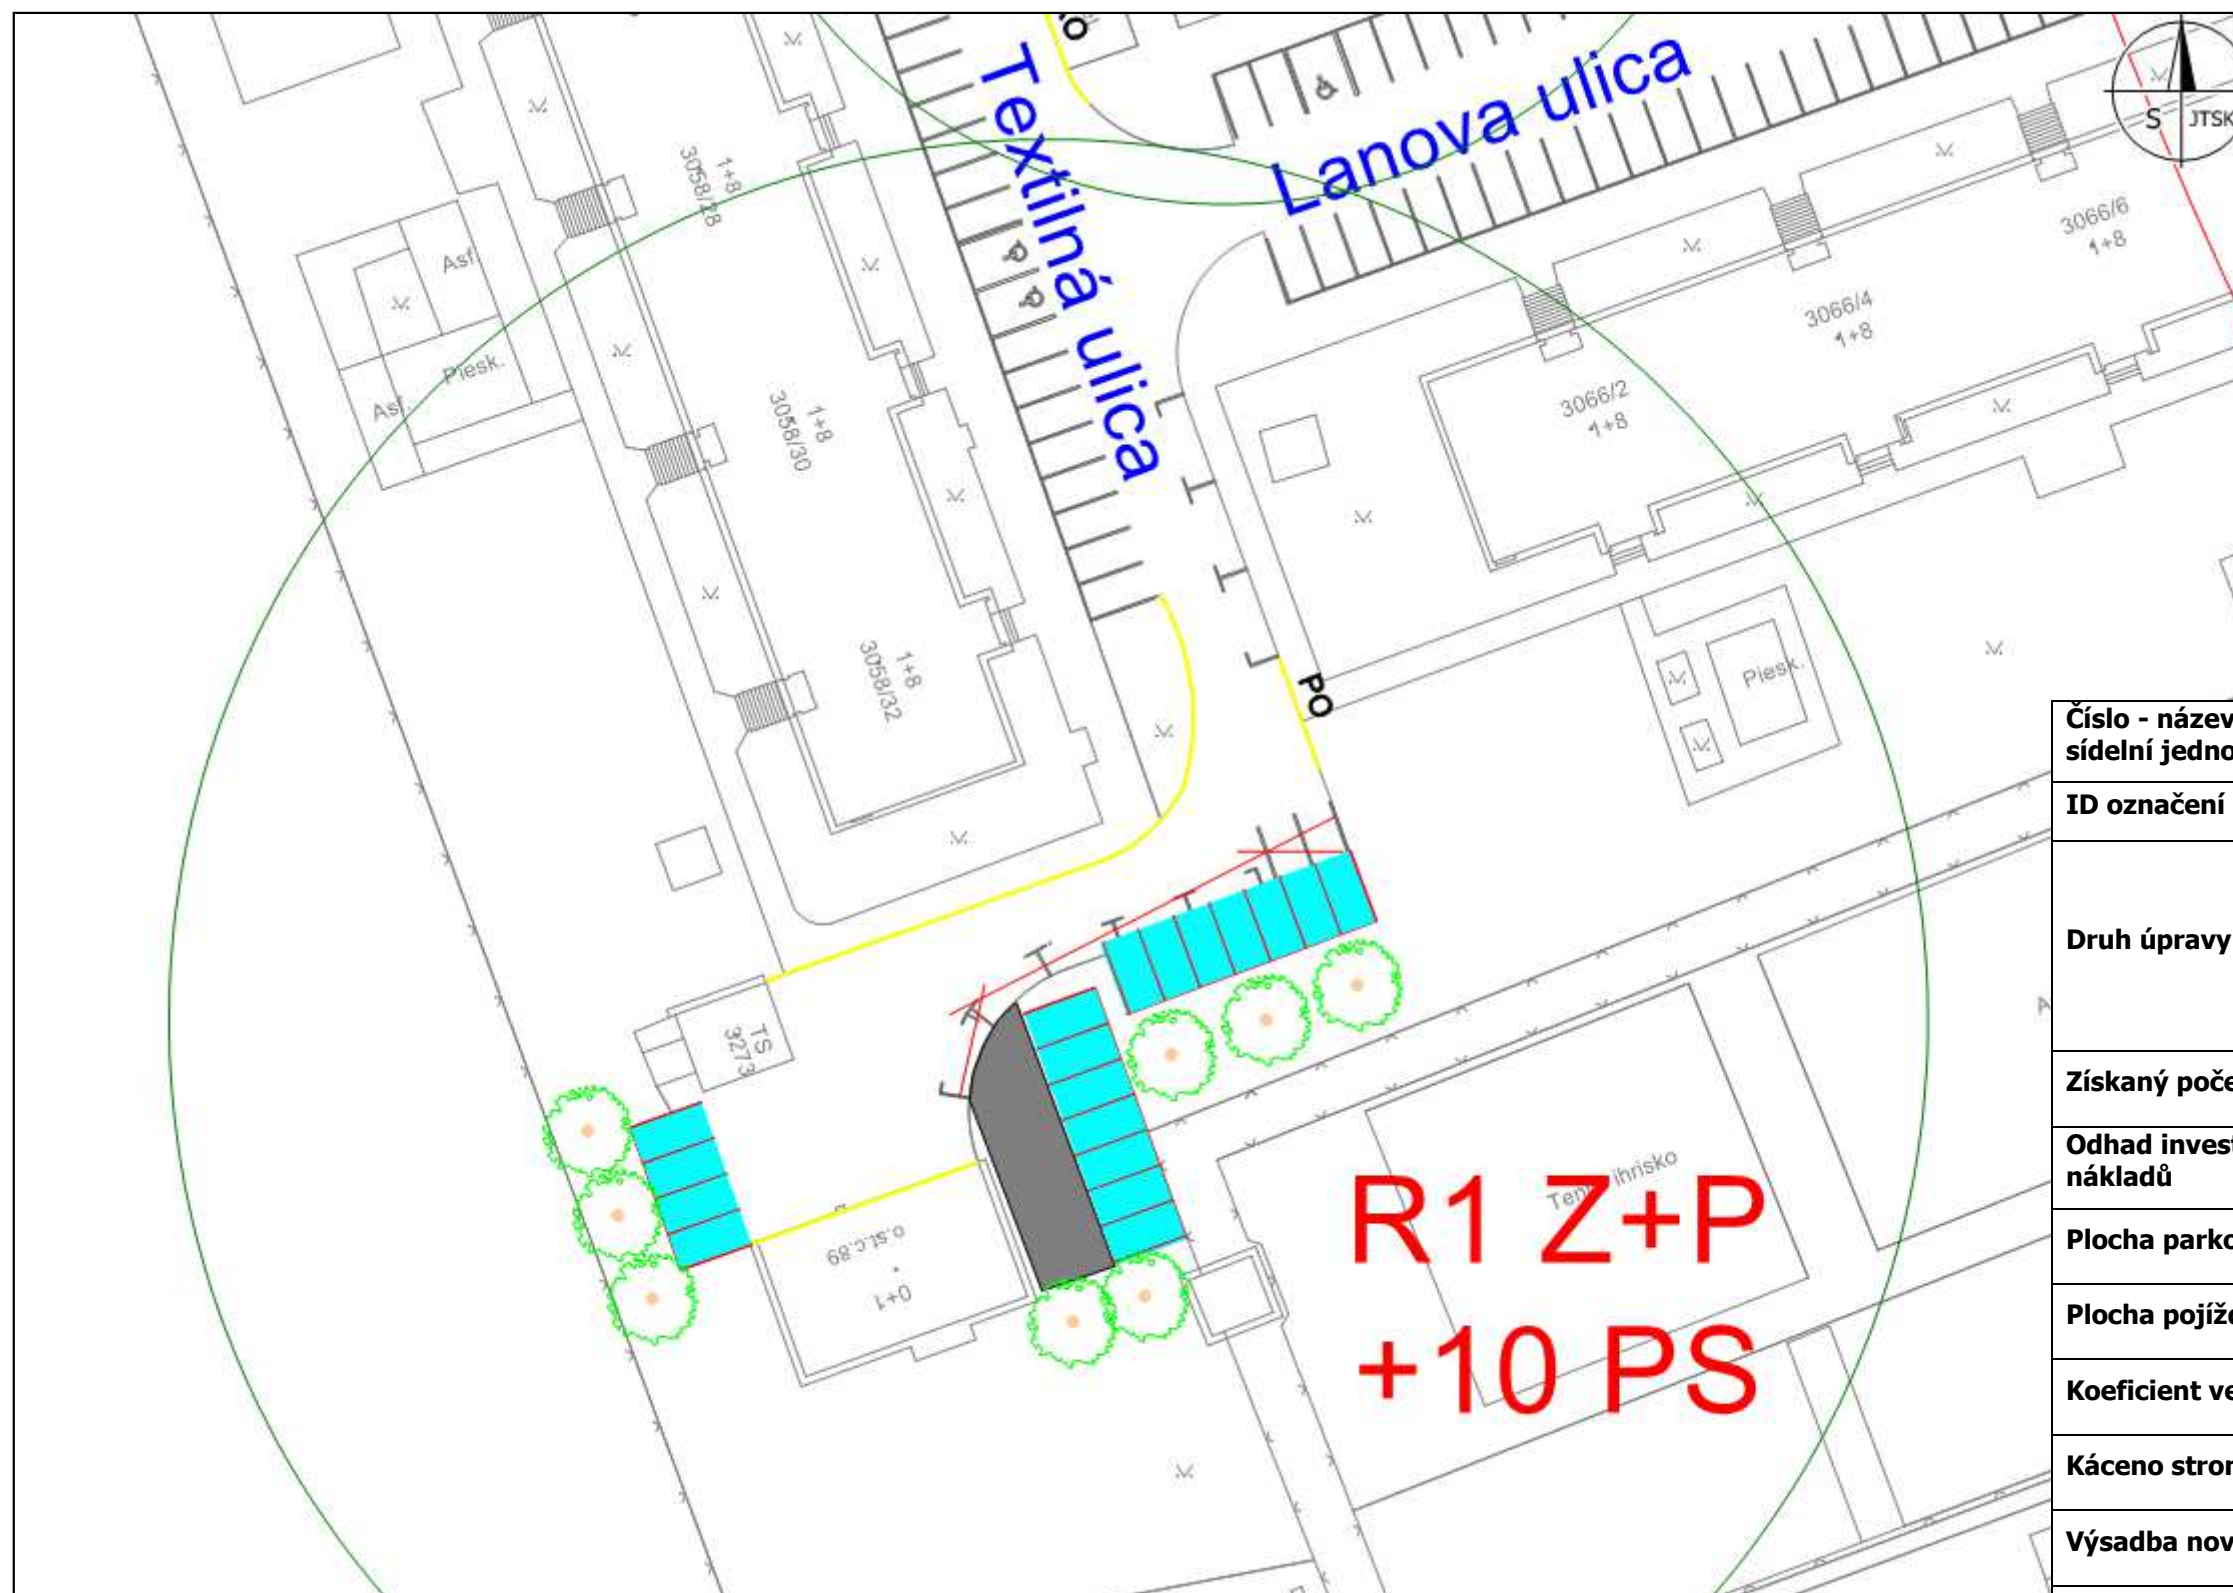 Textilná ulica
Lanova ulica
S JTSK
1+8
3058/28
Asf.
Piesk.
Asf.
1+8
3058/30
1+8
3058/32
3066/2
1+8
3066/4
1+8
3066/6
1+8
PO
Piesk.
TS
3273
o.st.c.89
0+1
ihrisko
R1 Z+P
+10 PS
Číslo - název
sídelní jedno
ID označení
Druh úpravy
Získaný poče
Odhad invest
nákladů
Plocha parko
Plocha pojížd
Koeficient ve
Káceno stron
Výsadba nov